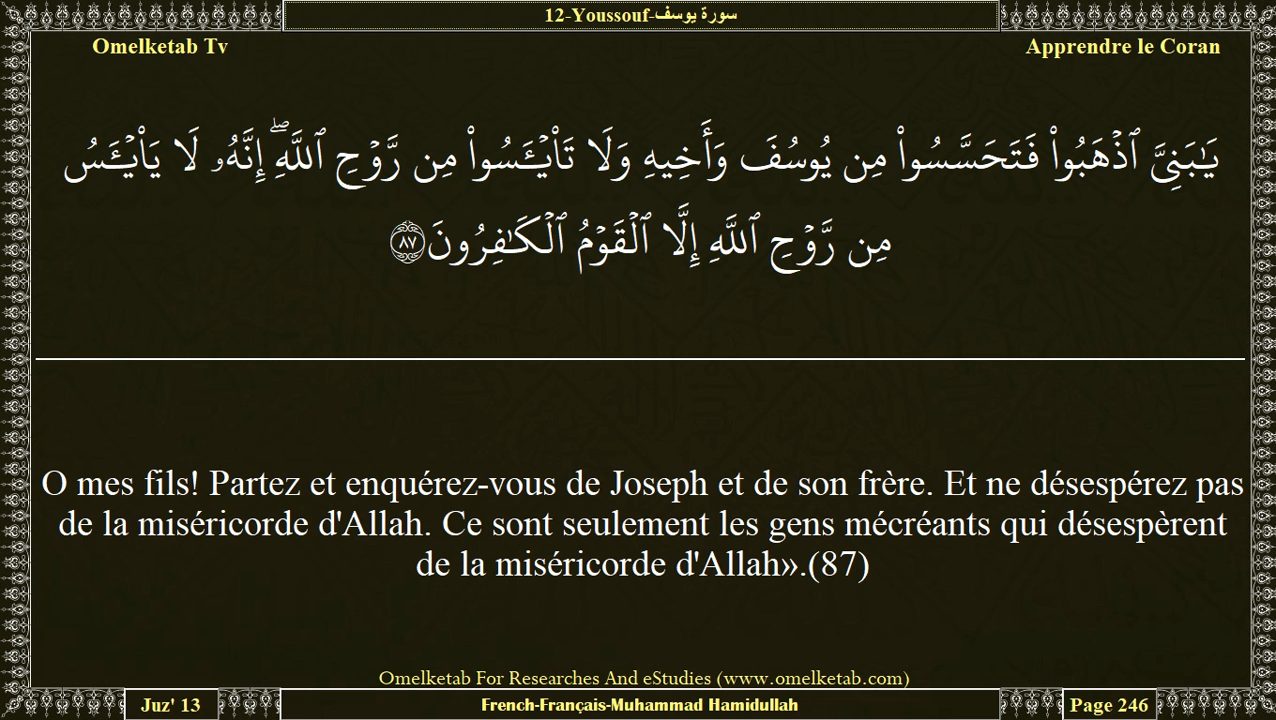 12-Youssouf-سورة يوسف
Omelketab Tv
Apprendre le Coran
يَـٰبَنِىَّ ٱذْهَبُوا۟ فَتَحَسَّسُوا۟ مِن يُوسُفَ وَأَخِيهِ وَلَا تَا۟يْـَٔسُوا۟ مِن رَّوْحِ ٱللَّهِ ۖ إِنَّهُۥ لَا يَا۟يْـَٔسُ
مِن رَّوْحِ ٱللَّهِ إِلَّا ٱلْقَوْمُ ٱلْكَـٰفِرُونَ ﴿٨٧﴾
O mes fils! Partez et enquérez-vous de Joseph et de son frère. Et ne désespérez pas
de la miséricorde d'Allah. Ce sont seulement les gens mécréants qui désespèrent
de la miséricorde d'Allah».(87)
Omelketab For Researches And eStudies (www.omelketab.com)
Juz' 13
French-Français-Muhammad Hamidullah
Page 246